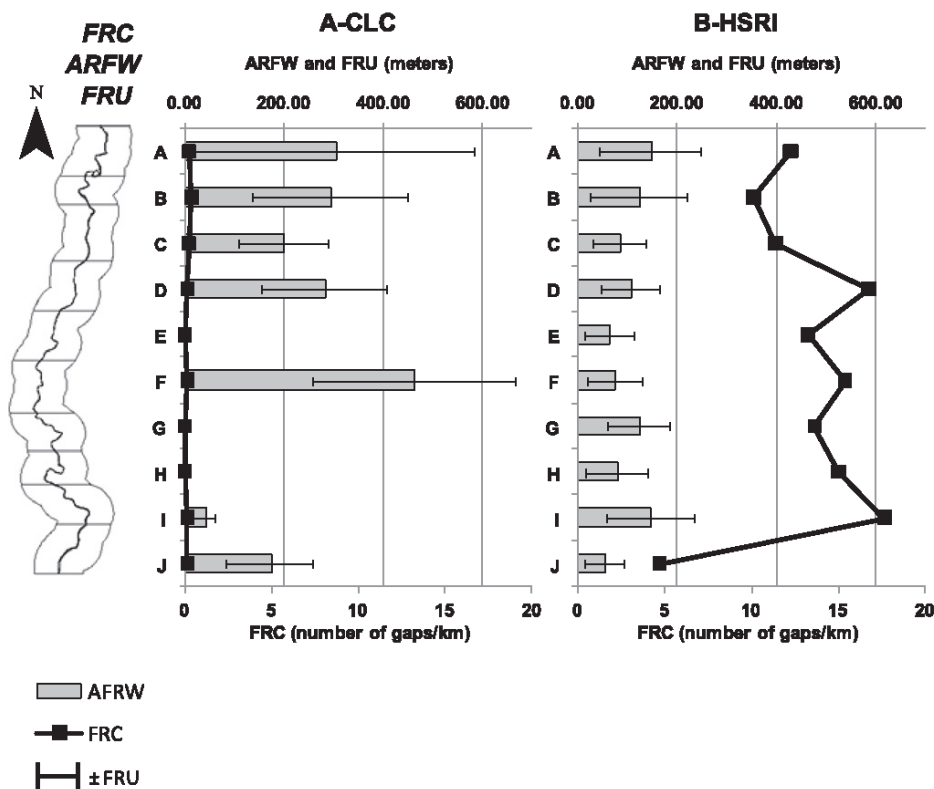 FRC
ARFW
FRU
N
A-CLC
ARFW and FRU (meters)
0.00 200.00 400.00 600.00
A
B
C
D
E
F
G
H
I
J
0 5 10 15 20
FRC (number of gaps/km)
B-HSRI
ARFW and FRU (meters)
0.00 200.00 400.00 600.00
A
B
C
D
E
F
G
H
I
J
0 5 10 15 20
FRC (number of gaps/km)
AFRW
FRC
±FRU